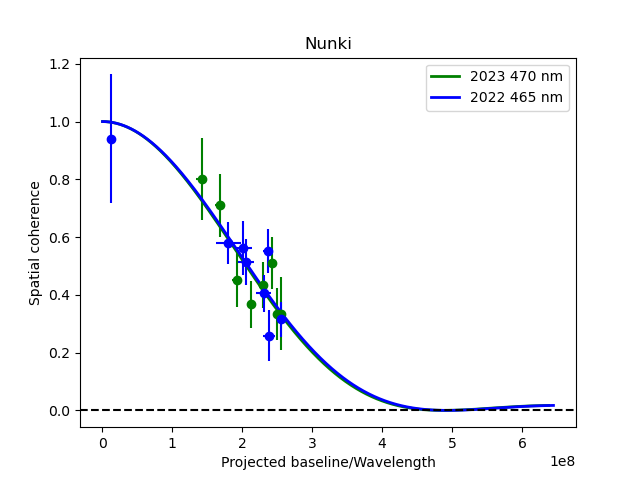 Nunki
2023 470 nm
2022 465 nm
Spatial coherence
1.2
1.0
0.8
0.6
0.4
0.2
0.0
0 1 2 3 4 5 6
1e8
Projected baseline/Wavelength